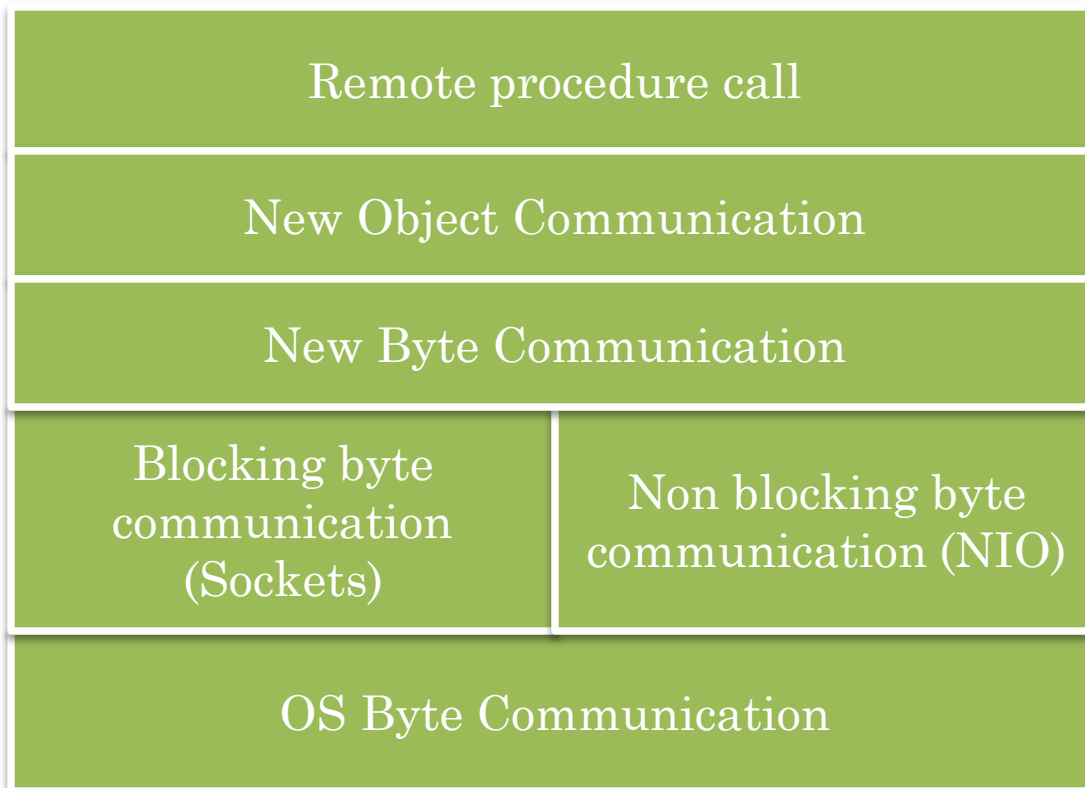 Remote procedure call
New Object Communication
New Byte Communication
Blocking byte
communication
(Sockets)
Non blocking byte
communication (NIO)
OS Byte Communication